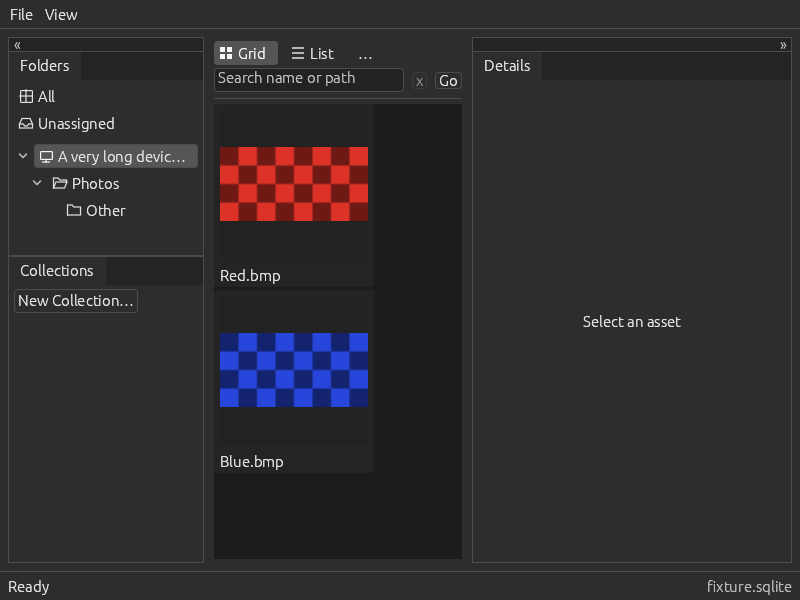 File View
«
Folders
All
Unassigned
A very long devic...
Photos
Other
Collections
New Collection...
Grid List ...
Search name or path x Go
Red.bmp
Blue.bmp
»
Details
Select an asset
Ready fixture.sqlite